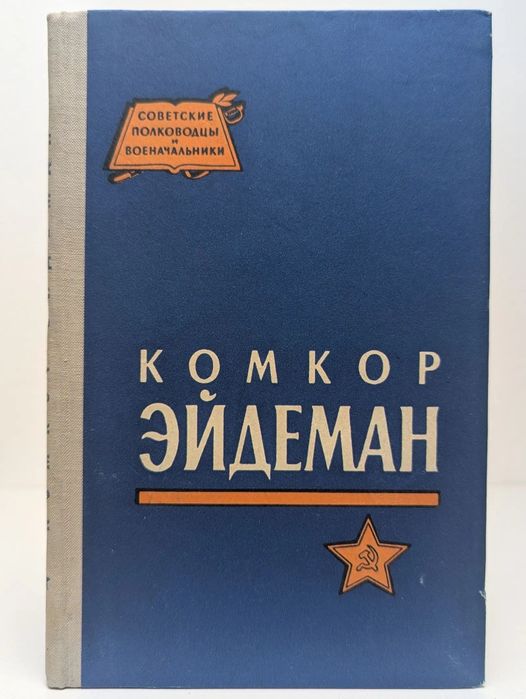 СОВЕТСКИЕ
ПОЛКОВОДЦЫ
И
ВОЕНАЧАЛЬНИКИ
КОМКОР
ЭЙДЕМАН